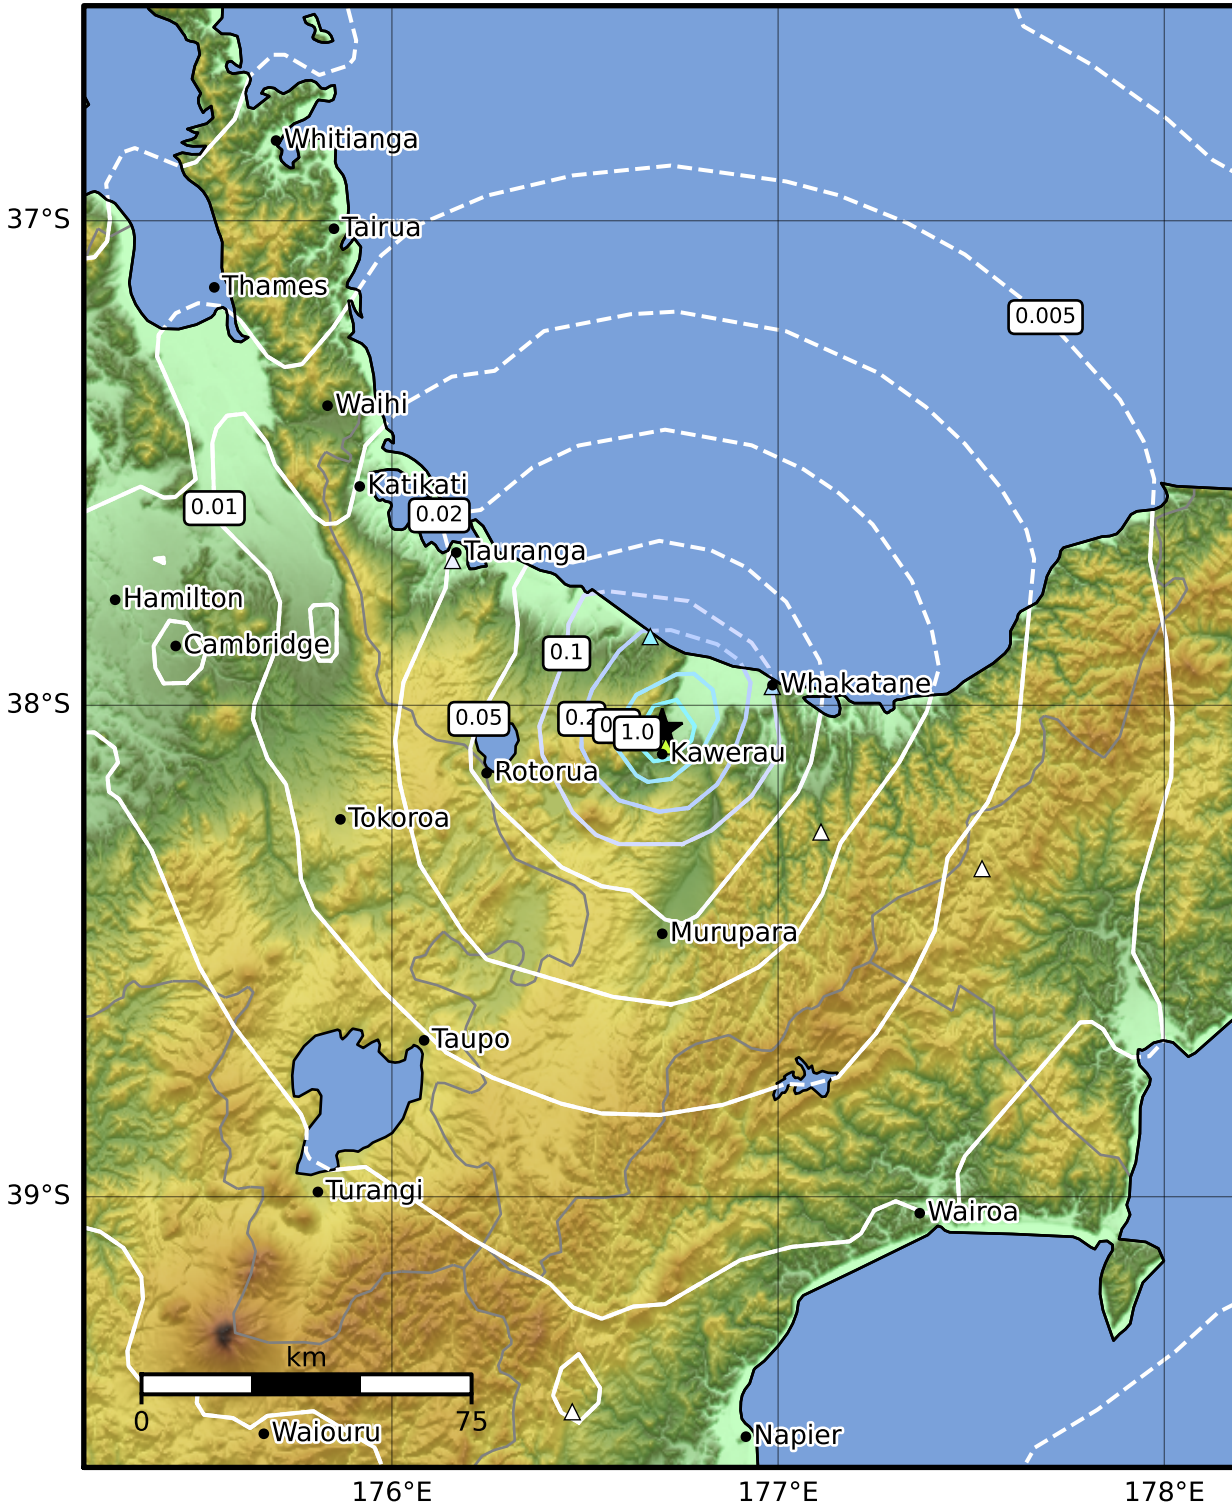 Whitianga
37°S
Tairua
Thames
0.005
Waihi
Katikati
0.01
0.02
Tauranga
Hamilton
Cambridge
0.1
Whakatane
38°S
0.05
1.0
Kawerau
Rotorua
Tokoroa
Murupara
Taupo
39°S
Turangi
Wairoa
km
0
75
Waiouru
Napier
176°E
177°E
178°E